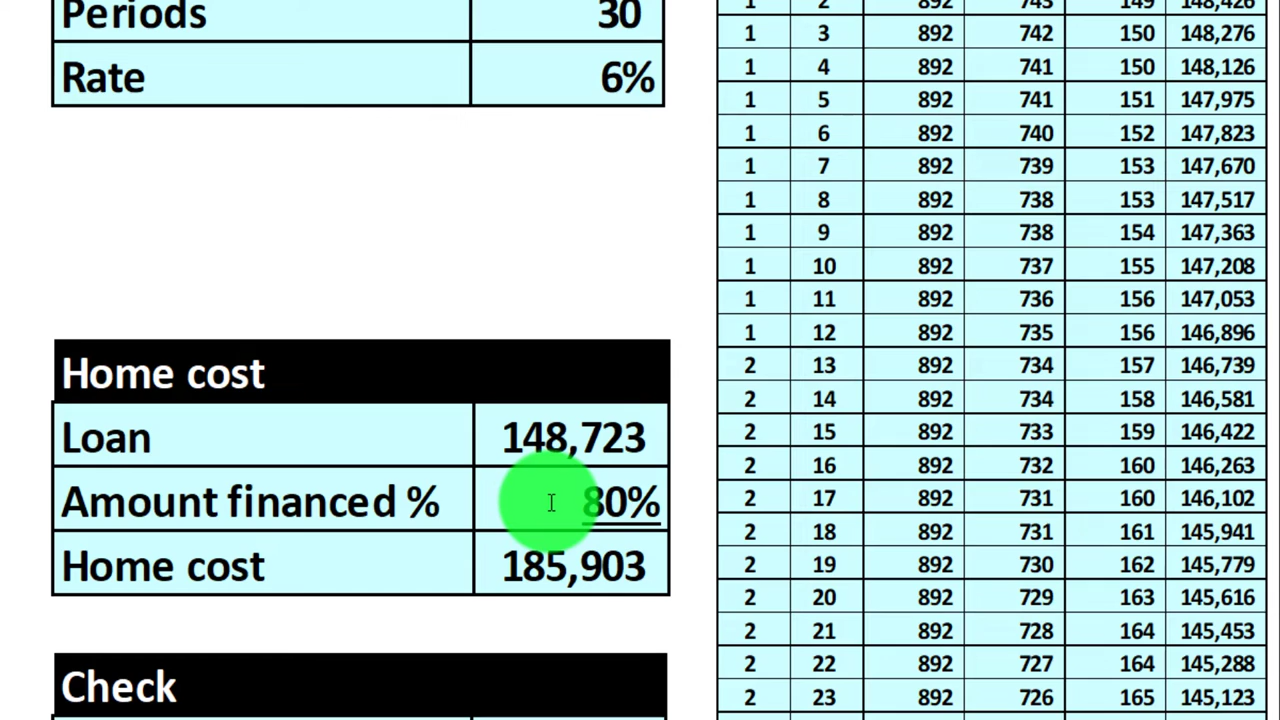 Periods 30
Rate 6%
Home cost
Loan 148,723
Amount financed % 80%
Home cost 185,903
Check
1 2 892 743 149 148,426
1 3 892 742 150 148,276
1 4 892 741 150 148,126
1 5 892 741 151 147,975
1 6 892 740 152 147,823
1 7 892 739 153 147,670
1 8 892 738 153 147,517
1 9 892 738 154 147,363
1 10 892 737 155 147,208
1 11 892 736 156 147,053
1 12 892 735 156 146,896
2 13 892 734 157 146,739
2 14 892 734 158 146,581
2 15 892 733 159 146,422
2 16 892 732 160 146,263
2 17 892 731 160 146,102
2 18 892 731 161 145,941
2 19 892 730 162 145,779
2 20 892 729 163 145,616
2 21 892 728 164 145,453
2 22 892 727 164 145,288
2 23 892 726 165 145,123